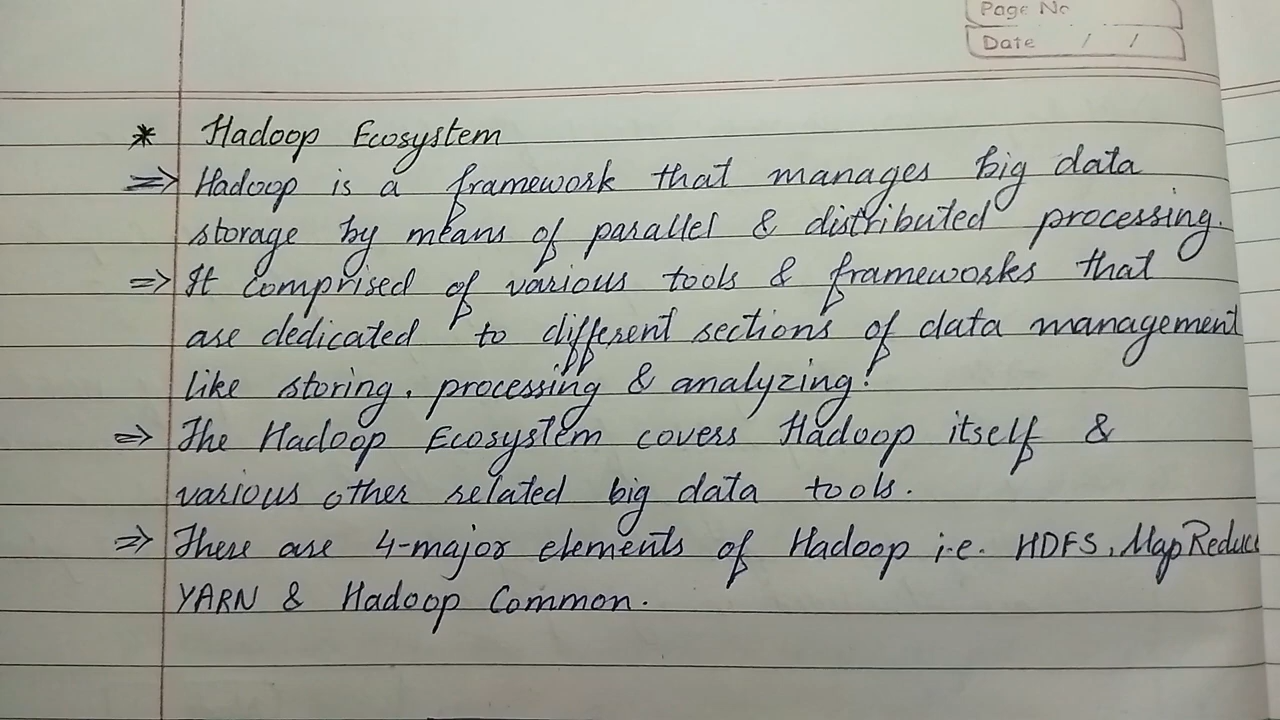 Page No
Date / /
* Hadoop Ecosystem
⇒ Hadoop is a framework that manages big data
storage by means of parallel & distributed processing.
⇒ It comprised of various tools & frameworks that
are dedicated to different sections of data management
like storing, processing & analyzing.
⇒ The Hadoop Ecosystem covers Hadoop itself &
various other related big data tools.
⇒ There are 4-major elements of Hadoop i.e. HDFS, MapReduce
YARN & Hadoop Common.